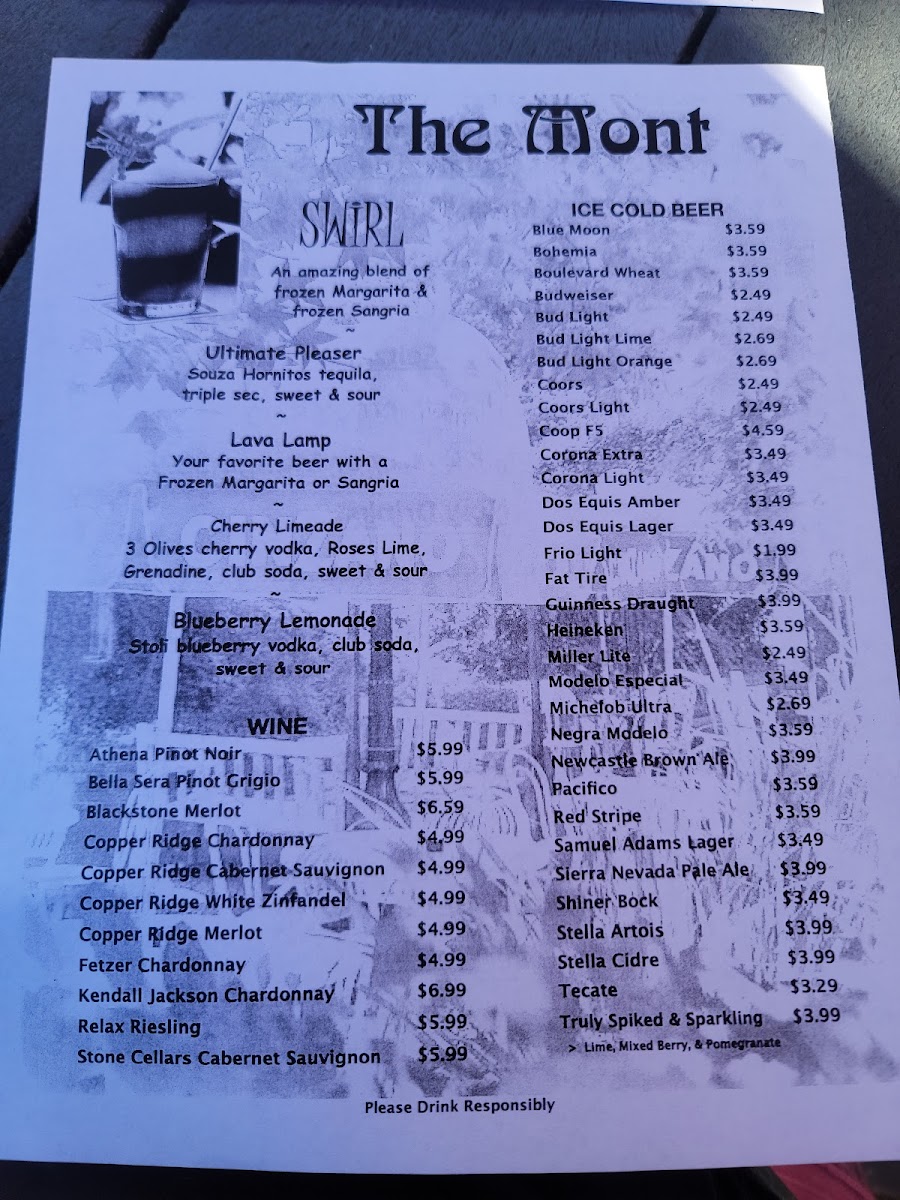 The Mont
SWIRL
An amazing blend of
frozen Margarita &
frozen Sangria
~
Ultimate Pleaser
Souza Hornitos tequila,
triple sec, sweet & sour
~
Lava Lamp
Your favorite beer with a
Frozen Margarita or Sangria
~
Cherry Limeade
3 Olives cherry vodka, Roses Lime,
Grenadine, club soda, sweet & sour
~
Blueberry Lemonade
Stoli blueberry vodka, club soda,
sweet & sour
WINE
Athena Pinot Noir $5.99
Bella Sera Pinot Grigio $5.99
Blackstone Merlot $6.59
Copper Ridge Chardonnay $4.99
Copper Ridge Cabernet Sauvignon $4.99
Copper Ridge White Zinfandel $4.99
Copper Ridge Merlot $4.99
Fetzer Chardonnay $4.99
Kendall Jackson Chardonnay $6.99
Relax Riesling $5.99
Stone Cellars Cabernet Sauvignon $5.99
ICE COLD BEER
Blue Moon $3.59
Bohemia $3.59
Boulevard Wheat $3.59
Budweiser $2.49
Bud Light $2.49
Bud Light Lime $2.69
Bud Light Orange $2.69
Coors $2.49
Coors Light $2.49
Coop F5 $4.59
Corona Extra $3.49
Corona Light $3.49
Dos Equis Amber $3.49
Dos Equis Lager $3.49
Frio Light $1.99
Fat Tire $3.99
Guinness Draught $3.99
Heineken $3.59
Miller Lite $2.49
Modelo Especial $3.49
Michelob Ultra $2.69
Negra Modelo $3.59
Newcastle Brown Ale $3.99
Pacifico $3.59
Red Stripe $3.59
Samuel Adams Lager $3.49
Sierra Nevada Pale Ale $3.99
Shiner Bock $3.49
Stella Artois $3.99
Stella Cidre $3.99
Tecate $3.29
Truly Spiked & Sparkling $3.99
> Lime, Mixed Berry, & Pomegranate
Please Drink Responsibly